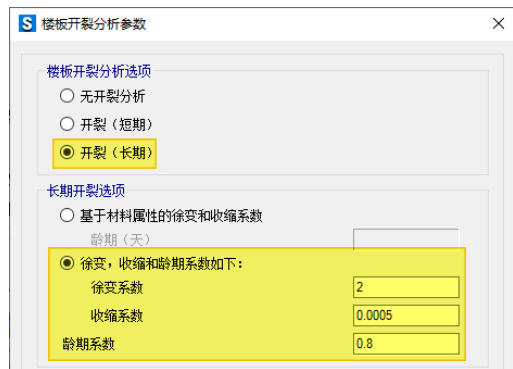 S 楼板开裂分析参数
楼板开裂分析选项
无开裂分析
开裂（短期）
开裂（长期）
长期开裂选项
基于材料属性的徐变和收缩系数
龄期（天）
徐变，收缩和龄期系数如下：
徐变系数 2
收缩系数 0.0005
龄期系数 0.8